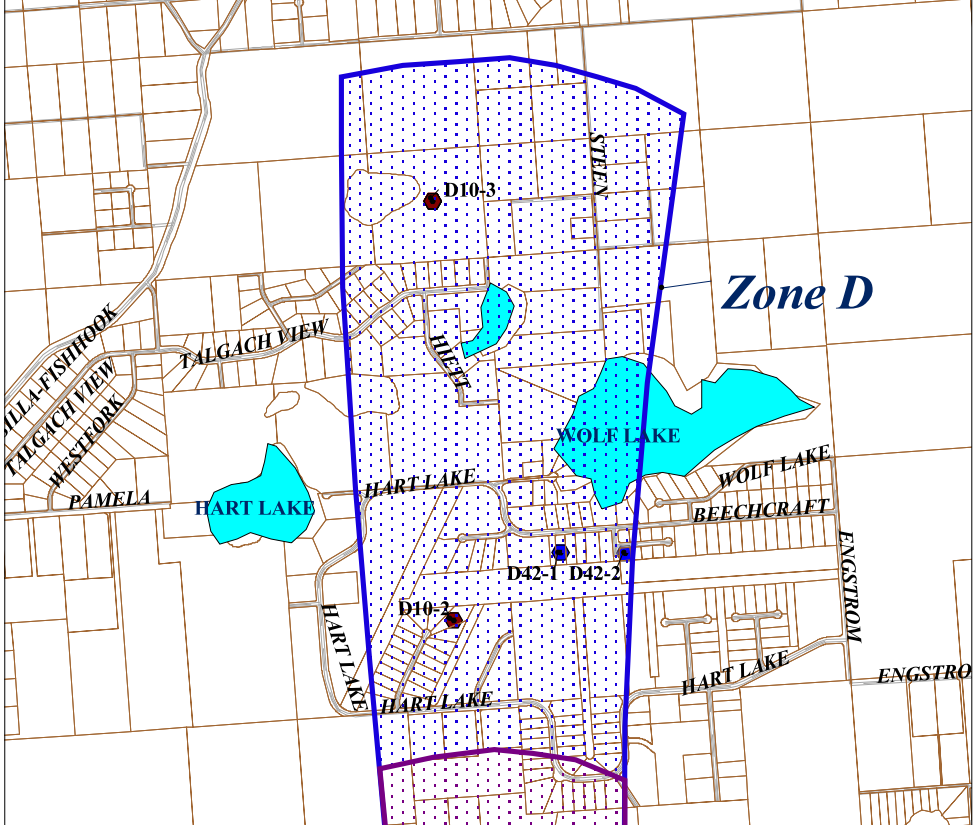 STEEN
D10-3
Zone D
SILLA-FISHHOOK
TALGACH VIEW
HIETT
TALGACH VIEW
WESTFORK
WOLF LAKE
WOLF LAKE
HART LAKE
PAMELA
HART LAKE
BEECHCRAFT
ENGSTROM
D42-1 D42-2
D10-2
HART LAKE
HART LAKE
ENGSTRO
HART LAKE